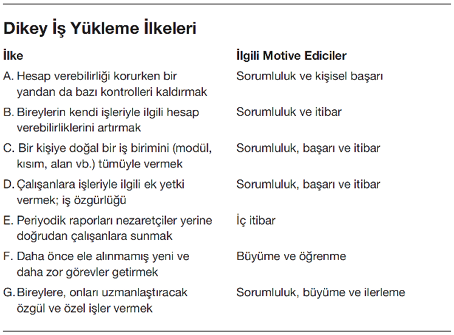 Dikey İş Yükleme İlkeleri
İlke İlgili Motive Ediciler
A. Hesap verebilirliği korurken bir Sorumluluk ve kişisel başarı
yandan da bazı kontrolleri kaldırmak
B. Bireylerin kendi işleriyle ilgili hesap Sorumluluk ve itibar
verebilirliklerini artırmak
C. Bir kişiye doğal bir iş birimini (modül, Sorumluluk, başarı ve itibar
kısım, alan vb.) tümüyle vermek
D. Çalışanlara işleriyle ilgili ek yetki Sorumluluk, başarı ve itibar
vermek; iş özgürlüğü
E. Periyodik raporları nezaretçiler yerine İç itibar
doğrudan çalışanlara sunmak
F. Daha önce ele alınmamış yeni ve Büyüme ve öğrenme
daha zor görevler getirmek
G. Bireylere, onları uzmanlaştıracak Sorumluluk, büyüme ve ilerleme
özgül ve özel işler vermek